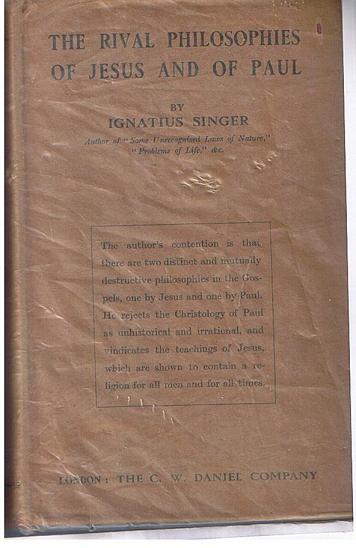 THE RIVAL PHILOSOPHIES
OF JESUS AND OF PAUL
BY
IGNATIUS SINGER
Author of "Some Unrecognised Laws of Nature,"
"Problems of Life," &c.
The author's contention is that
there are two distinct and mutually
destructive philosophies in the Gos-
pels, one by Jesus and one by Paul.
He rejects the Christology of Paul
as unhistorical and irrational, and
vindicates the teachings of Jesus,
which are shown to contain a re-
ligion for all men and for all times.
LONDON: THE C. W. DANIEL COMPANY